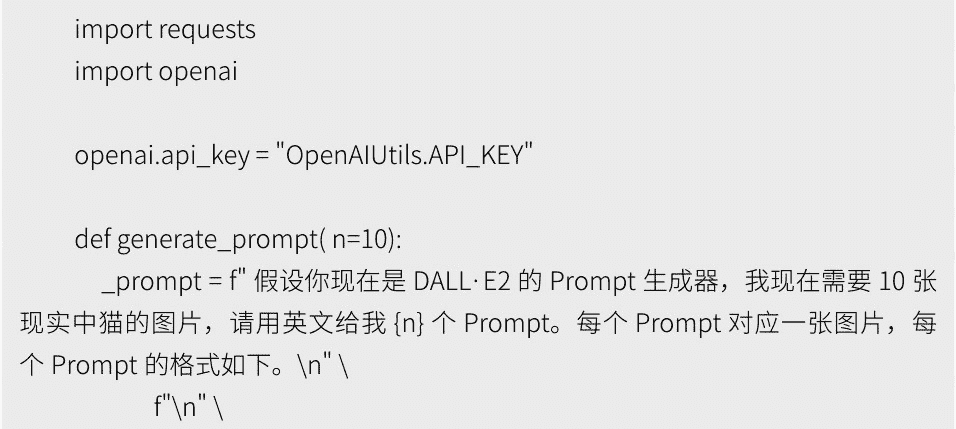 import requests
import openai
openai.api_key = "OpenAIUtils.API_KEY"
def generate_prompt( n=10):
_prompt = f" 假设你现在是 DALL·E2 的 Prompt 生成器，我现在需要 10 张
现实中猫的图片，请用英文给我 {n} 个 Prompt。每个 Prompt 对应一张图片，每
个 Prompt 的格式如下。\n" \
f"\n" \